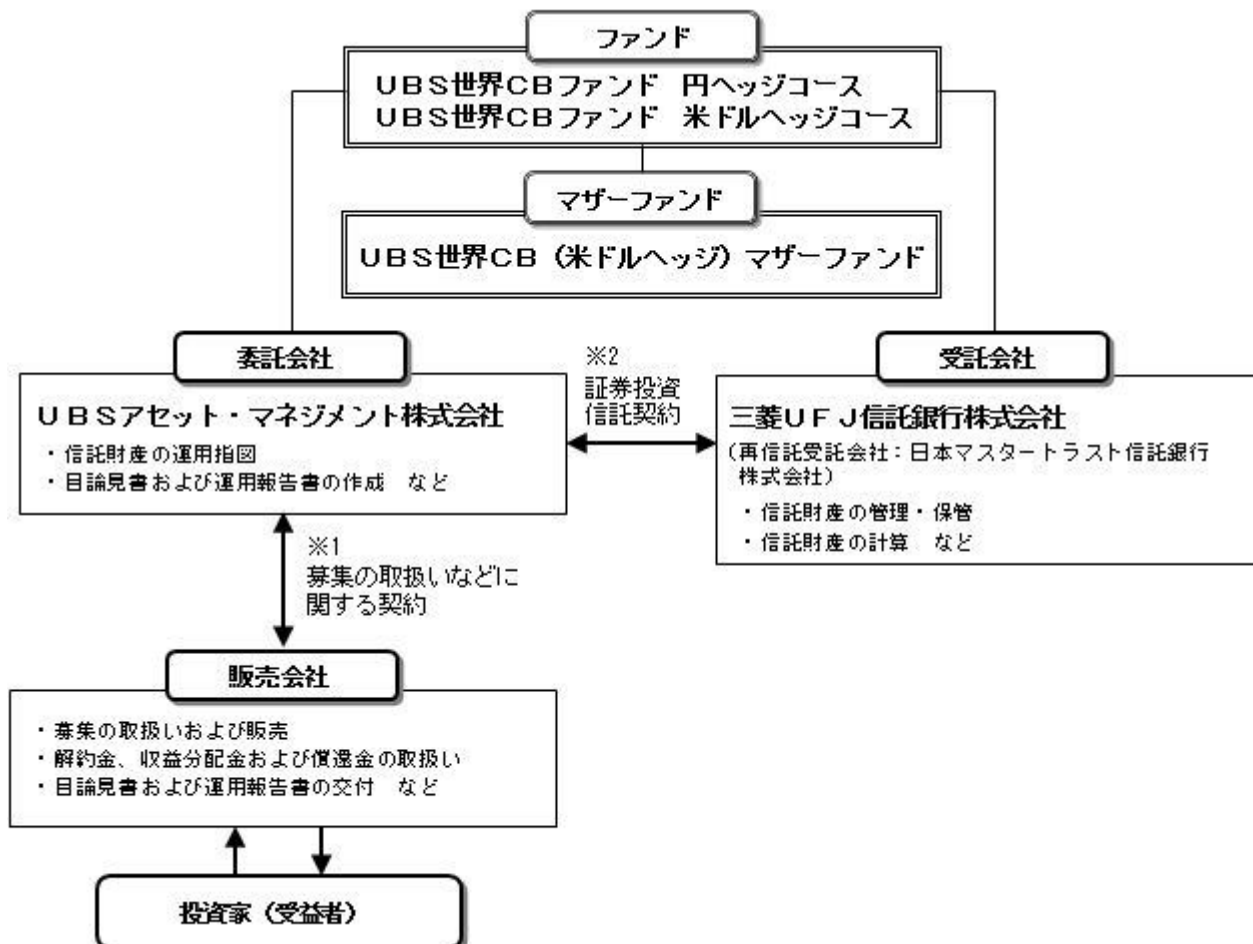 ファンド
UBS世界CBファンド 円ヘッジコース
UBS世界CBファンド 米ドルヘッジコース
マザーファンド
UBS世界CB（米ドルヘッジ）マザーファンド
委託会社
UBSアセット・マネジメント株式会社
・信託財産の運用指図
・目論見書および運用報告書の作成 など
※2
証券投資
信託契約
受託会社
三菱UFJ信託銀行株式会社
（再信託受託会社：日本マスタートラスト信託銀行
株式会社）
・信託財産の管理・保管
・信託財産の計算 など
※1
募集の取扱いなどに
関する契約
販売会社
・募集の取扱いおよび販売
・解約金、収益分配金および償還金の取扱い
・目論見書および運用報告書の交付 など
投資家（受益者）